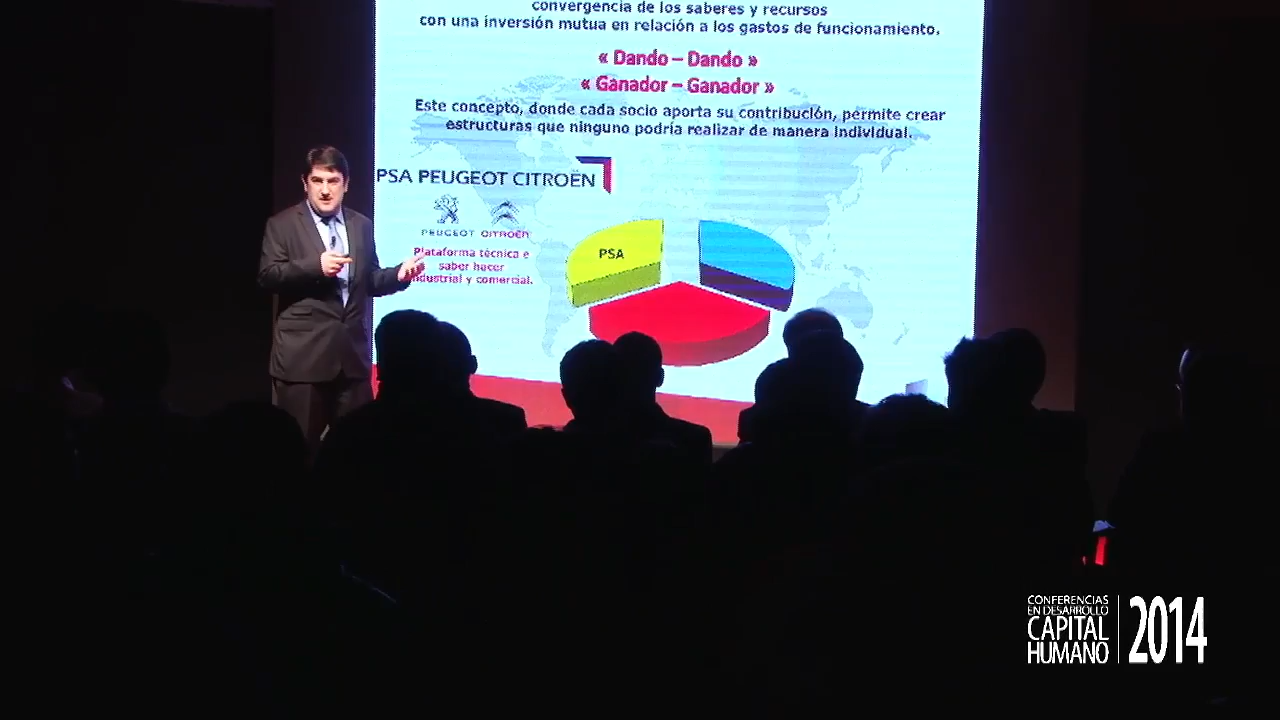 convergencia de los saberes y recursos
con una inversión mutua en relación a los gastos de funcionamiento.
« Dando – Dando »
« Ganador – Ganador »
Este concepto, donde cada socio aporta su contribución, permite crear
estructuras que ninguno podría realizar de manera individual.
PSA PEUGEOT CITROËN
PEUGEOT CITROËN
Plataforma técnica e
saber hacer
industrial y comercial.
PSA
CONFERENCIAS
EN DESARROLLO
CAPITAL
HUMANO
2014